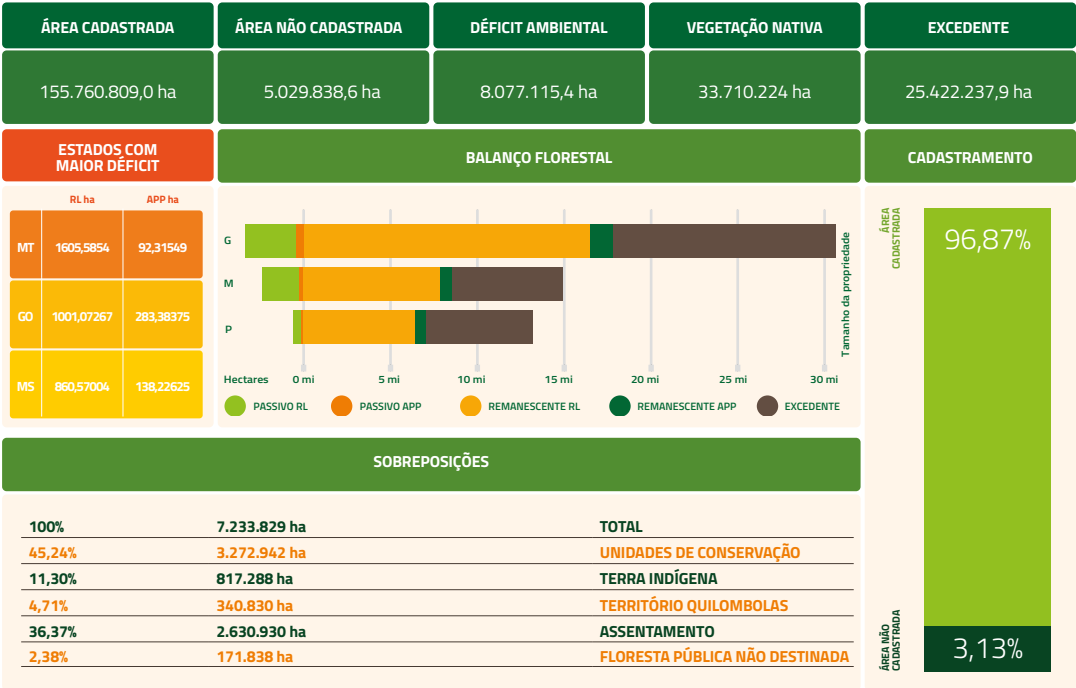 ÁREA CADASTRADA
ÁREA NÃO CADASTRADA
DÉFICIT AMBIENTAL
VEGETAÇÃO NATIVA
EXCEDENTE
155.760.809,0 ha
5.029.838,6 ha
8.077.115,4 ha
33.710.224 ha
25.422.237,9 ha
ESTADOS COM
MAIOR DÉFICIT
RL ha APP ha
MT 1605,5854 92,31549
GO 1001,07267 283,38375
MS 860,57004 138,22625
BALANÇO FLORESTAL
G
M
P
Tamanho da propriedade
Hectares 0 mi 5 mi 10 mi 15 mi 20 mi 25 mi 30 mi
PASSIVO RL PASSIVO APP REMANESCENTE RL REMANESCENTE APP EXCEDENTE
CADASTRAMENTO
ÁREA
CADASTRADA
96,87%
ÁREA NÃO
CADASTRADA
3,13%
SOBREPOSIÇÕES
100% 7.233.829 ha TOTAL
45,24% 3.272.942 ha UNIDADES DE CONSERVAÇÃO
11,30% 817.288 ha TERRA INDÍGENA
4,71% 340.830 ha TERRITÓRIO QUILOMBOLAS
36,37% 2.630.930 ha ASSENTAMENTO
2,38% 171.838 ha FLORESTA PÚBLICA NÃO DESTINADA